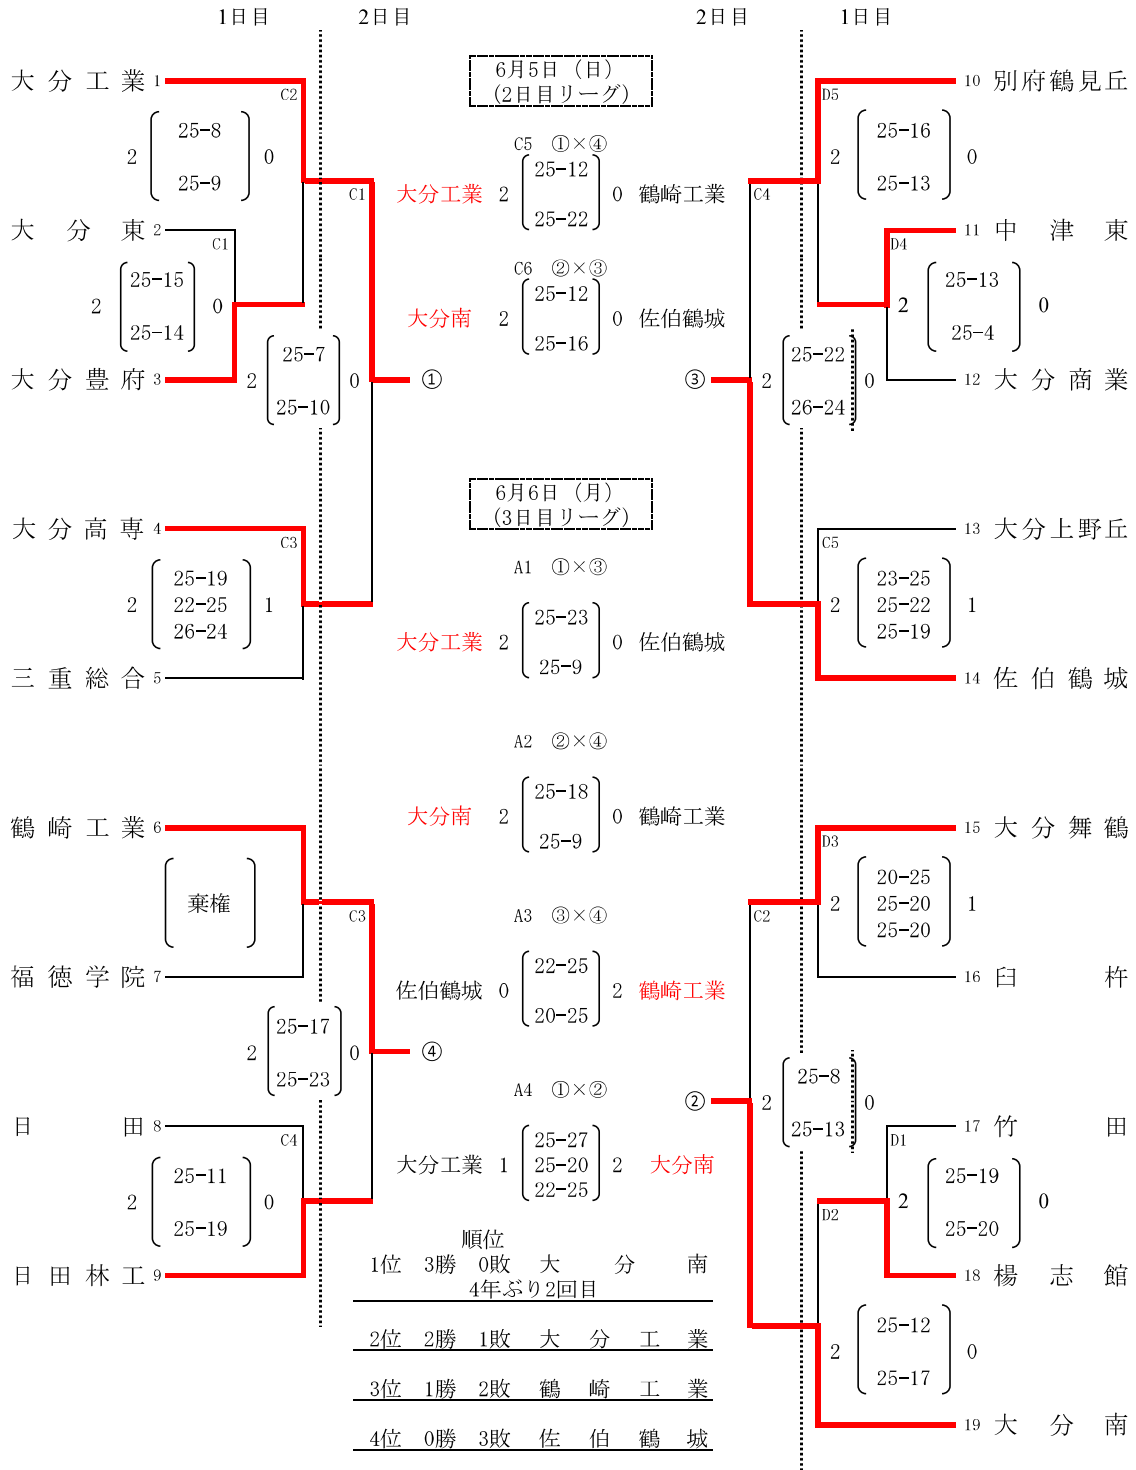 1日目
2日目
2日目
1日目
大分工業 1
C2
2 25-8 0
25-9
大分東 2
C1
2 25-15 0
25-14
大分豊府 3
2 25-7 0
25-10
C1
①
大分高専 4
C3
2 25-19 1
22-25
26-24
三重総合 5
鶴崎工業 6
棄権
C3
福徳学院 7
2 25-17 0
25-23
④
日田 8
C4
2 25-11 0
25-19
日田林工 9
6月5日（日）
(2日目リーグ)
C5 ①×④
大分工業 2 25-12 0 鶴崎工業
25-22
C6 ②×③
大分南 2 25-12 0 佐伯鶴城
25-16
6月6日（月）
(3日目リーグ)
A1 ①×③
大分工業 2 25-23 0 佐伯鶴城
25-9
A2 ②×④
大分南 2 25-18 0 鶴崎工業
25-9
A3 ③×④
佐伯鶴城 0 22-25 2 鶴崎工業
20-25
A4 ①×②
大分工業 1 25-27 2 大分南
25-20
22-25
順位
1位 3勝 0敗 大分南
4年ぶり2回目
2位 2勝 1敗 大分工業
3位 1勝 2敗 鶴崎工業
4位 0勝 3敗 佐伯鶴城
10 別府鶴見丘
D5
2 25-16 0
25-13
C4
11 中津東
D4
2 25-13 0
25-4
12 大分商業
③
2 25-22 0
26-24
13 大分上野丘
C5
2 23-25 1
25-22
25-19
14 佐伯鶴城
15 大分舞鶴
D3
2 20-25 1
25-20
25-20
C2
16 臼杵
②
2 25-8 0
25-13
17 竹田
D1
2 25-19 0
25-20
D2
18 楊志館
2 25-12 0
25-17
19 大分南